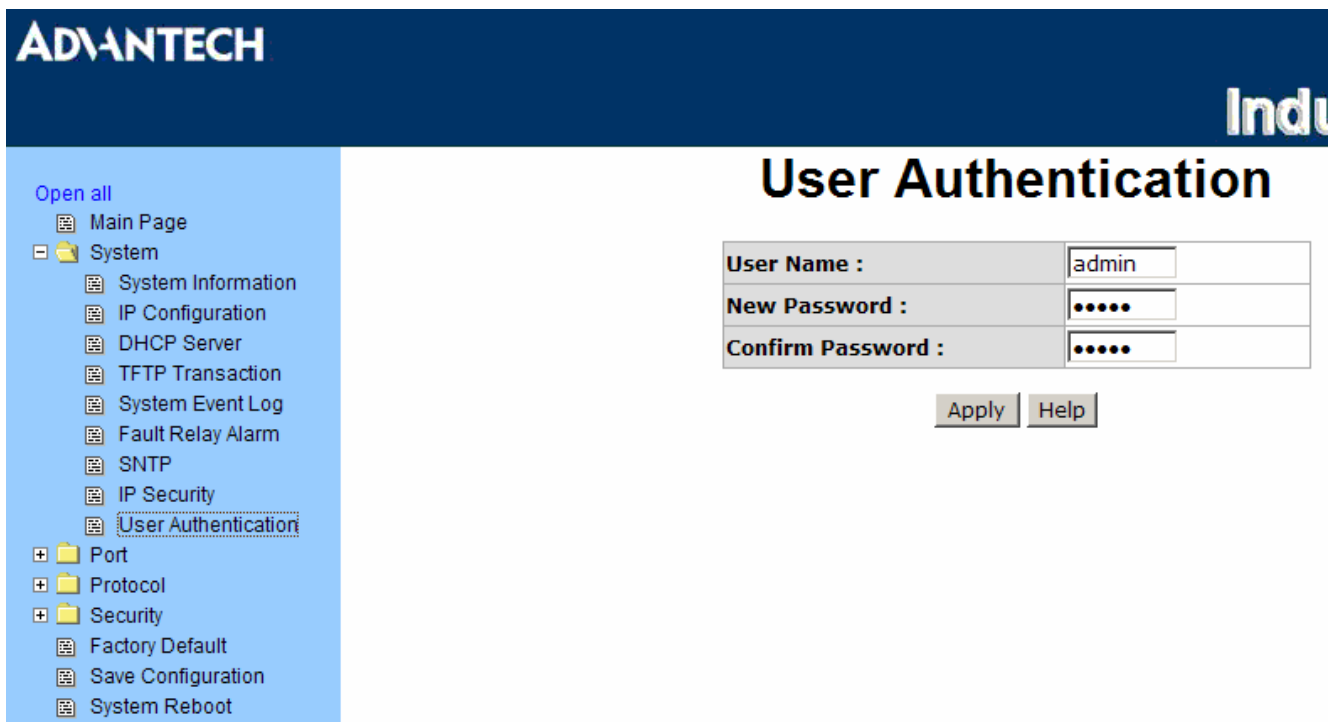 ADVANTECH
Indu
Open all
Main Page
System
System Information
IP Configuration
DHCP Server
TFTP Transaction
System Event Log
Fault Relay Alarm
SNTP
IP Security
User Authentication
Port
Protocol
Security
Factory Default
Save Configuration
System Reboot
User Authentication
User Name : admin
New Password : •••••
Confirm Password : •••••
Apply Help